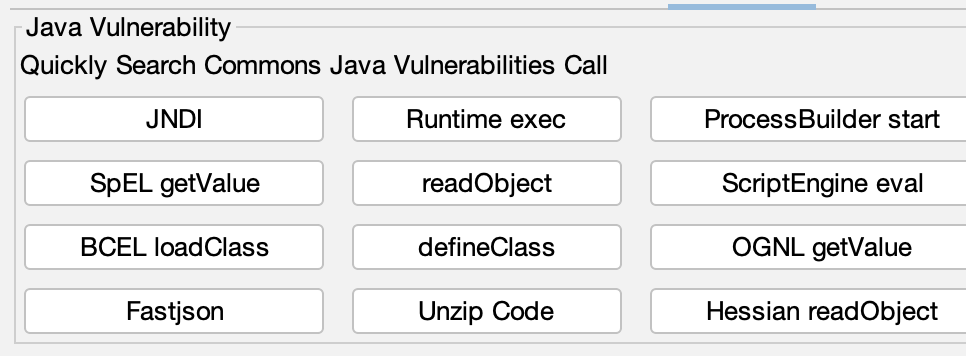 Java Vulnerability
Quickly Search Commons Java Vulnerabilities Call
JNDI
Runtime exec
ProcessBuilder start
SpEL getValue
readObject
ScriptEngine eval
BCEL loadClass
defineClass
OGNL getValue
Fastjson
Unzip Code
Hessian readObject